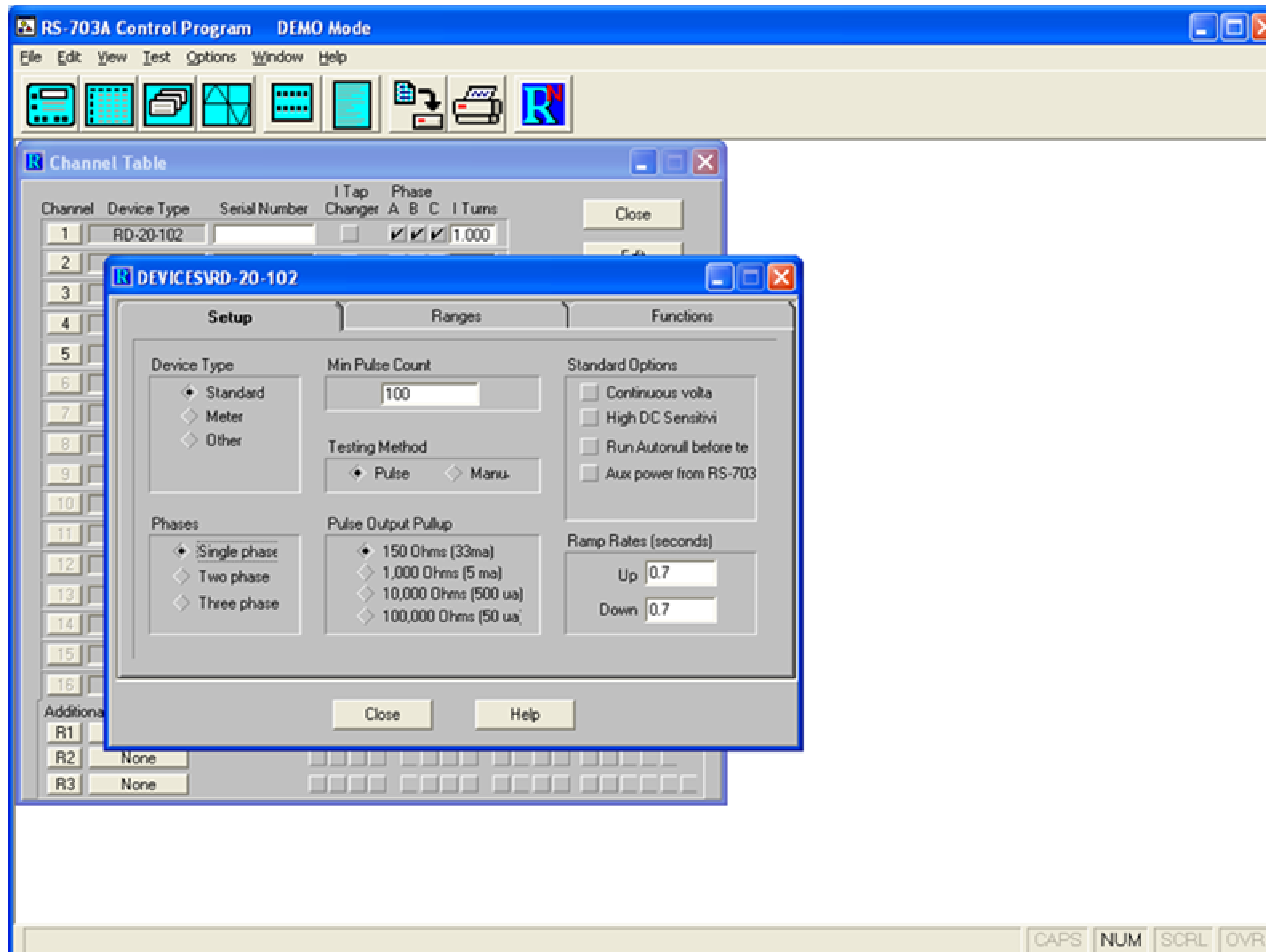 RS-703A Control Program DEMO Mode
File Edit View Test Options Window Help
R N
R Channel Table
I Tap Phase
Channel Device Type Serial Number Changer A B C I Turns
Close
1 RD-20-102 1.000
2
3
4
5
6
7
8
9
10
11
12
13
14
15
16
R DEVICES\RD-20-102
Setup Ranges Functions
Device Type
Standard
Meter
Other
Min Pulse Count
100
Testing Method
Pulse Manu-
Standard Options
Continuous volta
High DC Sensitivi
Run Autonull before te
Aux power from RS-703
Phases
Single phase
Two phase
Three phase
Pulse Output Pullup
150 Ohms (33ma)
1,000 Ohms (5 ma)
10,000 Ohms (500 ua)
100,000 Ohms (50 ua)
Ramp Rates (seconds)
Up 0.7
Down 0.7
Close Help
Additiona
R1
R2 None
R3 None
CAPS NUM SCRL OVR